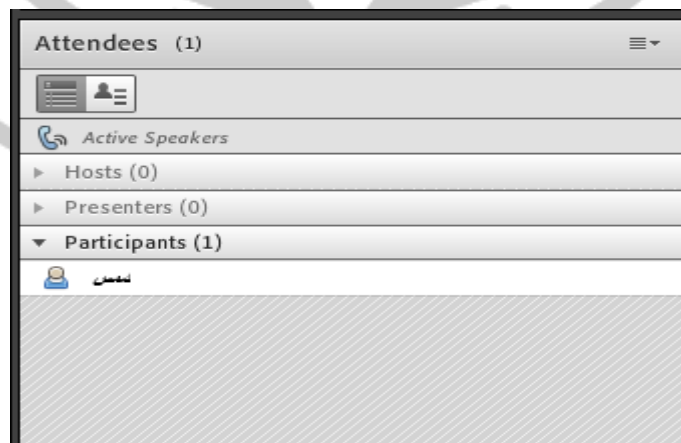 Attendees (1)
Active Speakers
Hosts (0)
Presenters (0)
Participants (1)